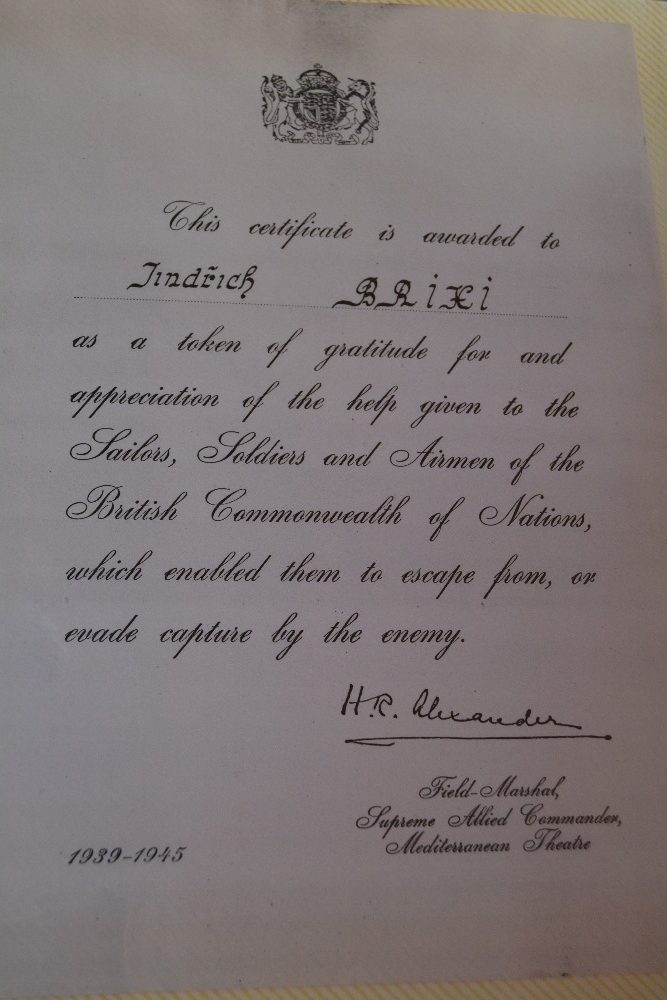 This certificate is awarded to
Jindřich BRIXI
as a token of gratitude for and
appreciation of the help given to the
Sailors, Soldiers and Airmen of the
British Commonwealth of Nations,
which enabled them to escape from, or
evade capture by the enemy.
H.R. Alexander
Field-Marshal,
Supreme Allied Commander,
Mediterranean Theatre
1939-1945